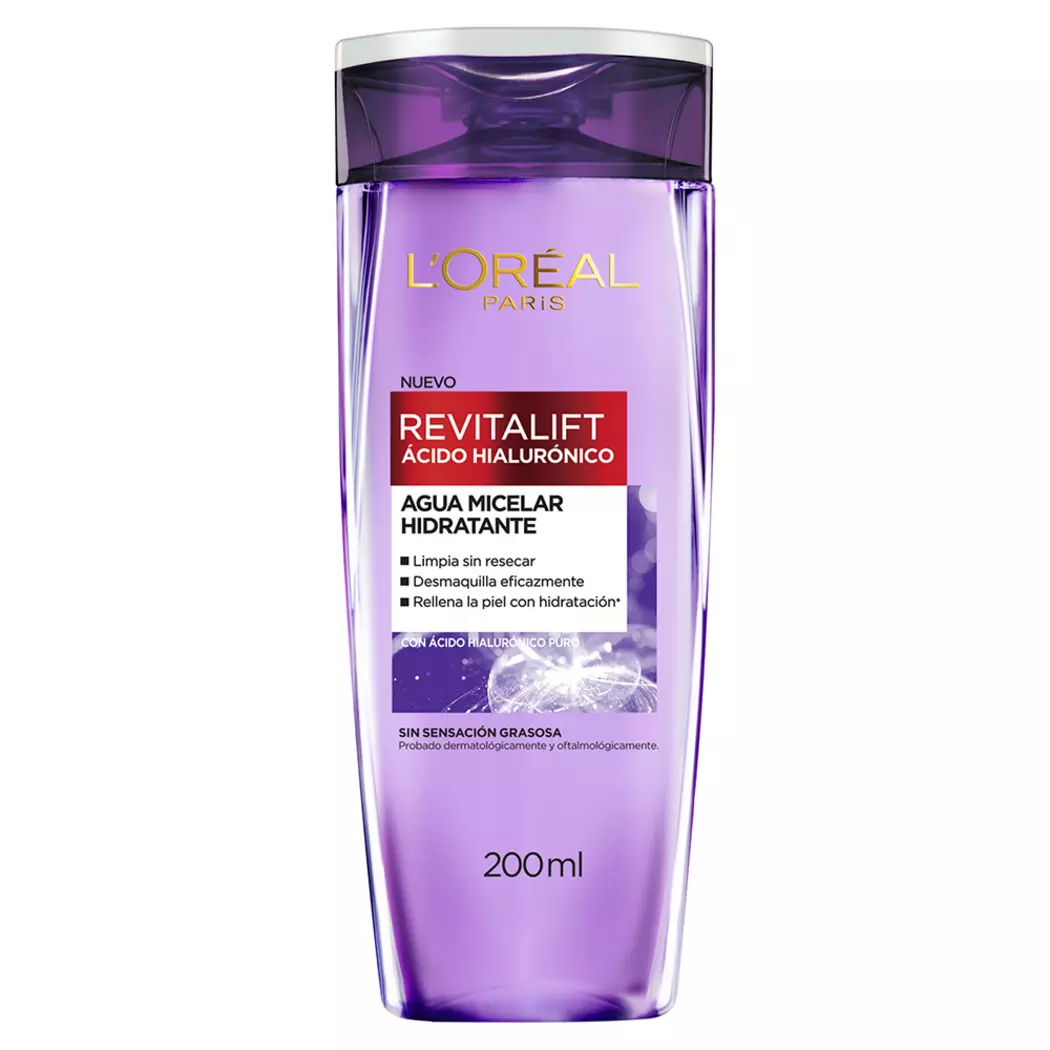 L'ORÉAL
PARiS
NUEVO
REVITALIFT
ÁCIDO HIALURÓNICO
AGUA MICELAR
HIDRATANTE
■ Limpia sin resecar
■ Desmaquilla eficazmente
■ Rellena la piel con hidratación*
CON ÁCIDO HIALURÓNICO PURO
SIN SENSACIÓN GRASOSA
Probado dermatológicamente y oftalmológicamente.
200ml